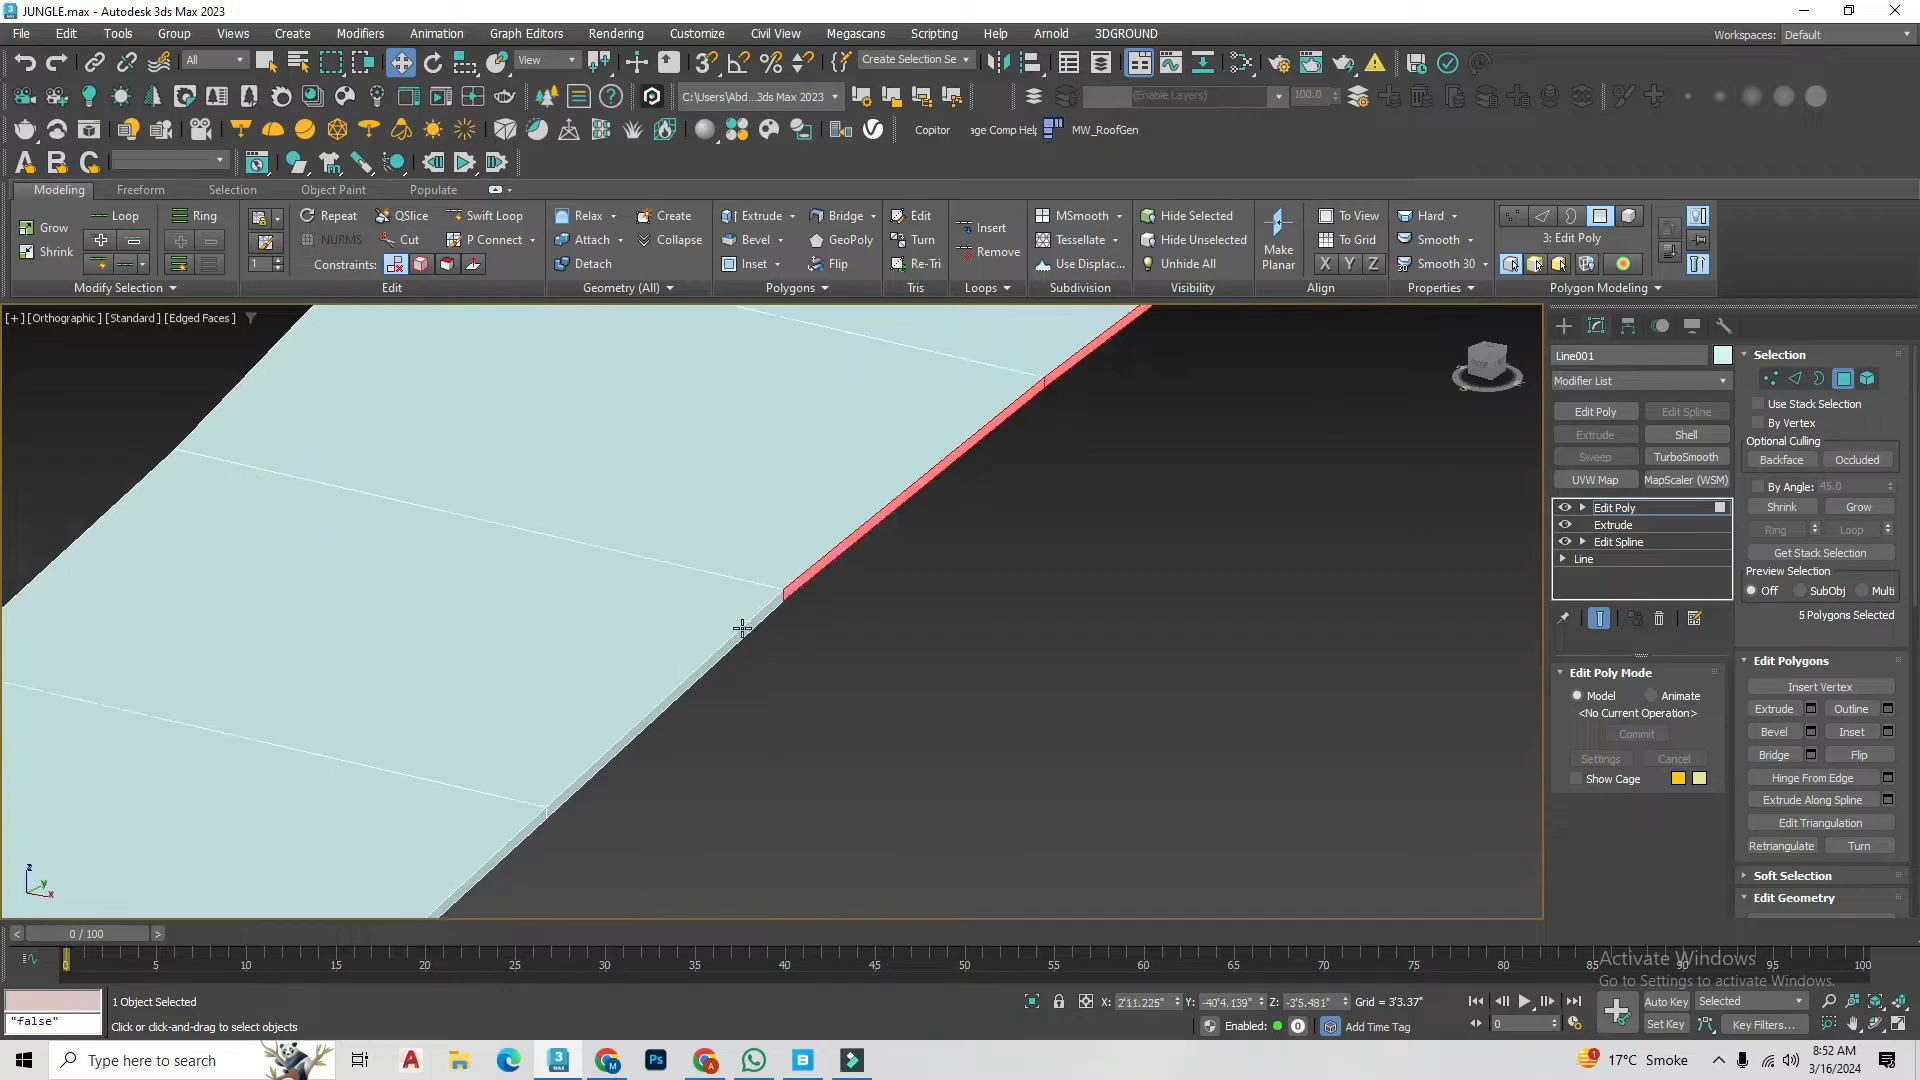 JUNGLE.max - Autodesk 3ds Max 2023
File Edit Tools Group Views Create Modifiers Animation Graph Editors Rendering Customize Civil View Megascans Scripting Help Arnold 3DGROUND
Workspaces: Default
All View Create Selection Se
C:\Users\Abd...3ds Max 2023 (Enable Layers) 100.0
Copitor age Comp Help MW_RoofGen
A B C
Modeling Freeform Selection Object Paint Populate
Grow Loop Ring Repeat QSlice Swift Loop Relax Create Extrude Bridge Edit Insert MSmooth Hide Selected To View Hard
Shrink NURMS Cut P Connect Attach Collapse Bevel GeoPoly Turn Remove Tessellate Hide Unselected Make Planar To Grid Smooth 3: Edit Poly
1 Constraints: Detach Inset Flip Re-Tri Use Displac... Unhide All X Y Z Smooth 30
Modify Selection Edit Geometry (All) Polygons Tris Loops Subdivision Visibility Align Properties Polygon Modeling
[+] [Orthographic] [Standard] [Edged Faces]
Line001
Modifier List
Edit Poly Edit Spline
Extrude Shell
Sweep TurboSmooth
UVW Map MapScaler (WSM)
Edit Poly
Extrude
Edit Spline
Line
Edit Poly Mode
Model Animate
<No Current Operation>
Commit
Settings Cancel
Show Cage
Selection
Use Stack Selection
By Vertex
Optional Culling
Backface Occluded
By Angle: 45.0
Shrink Grow
Ring Loop
Get Stack Selection
Preview Selection
Off SubObj Multi
5 Polygons Selected
Edit Polygons
Insert Vertex
Extrude Outline
Bevel Inset
Bridge Flip
Hinge From Edge
Extrude Along Spline
Edit Triangulation
Retriangulate Turn
Soft Selection
Edit Geometry
z y x
< 0 / 100 >
0 5 10 15 20 25 30 35 40 45 50 55 60 65 70 75 80 85 90 95 100
Activate Windows
Go to Settings to activate Windows.
"false"
1 Object Selected
Click or click-and-drag to select objects
X: 2'11.225" Y: -40'4.139" Z: -3'5.481" Grid = 3'3.37"
Enabled: 0 Add Time Tag
0
Auto Key Selected
Set Key Key Filters...
Type here to search
17°C Smoke
8:52 AM
3/16/2024